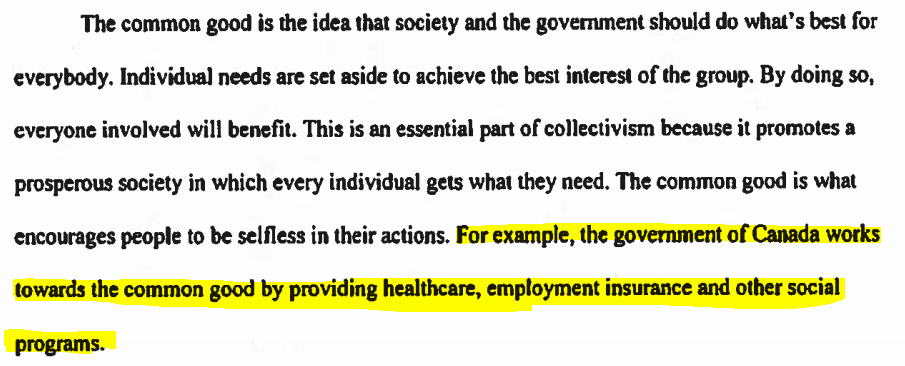 The common good is the idea that society and the government should do what's best for
everybody. Individual needs are set aside to achieve the best interest of the group. By doing so,
everyone involved will benefit. This is an essential part of collectivism because it promotes a
prosperous society in which every individual gets what they need. The common good is what
encourages people to be selfless in their actions. For example, the government of Canada works
towards the common good by providing healthcare, employment insurance and other social
programs.